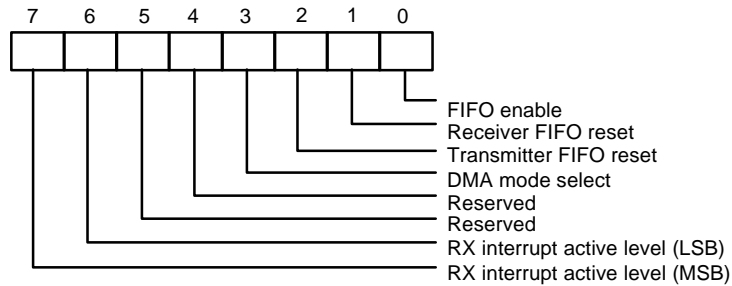 7 6 5 4 3 2 1 0
FIFO enable
Receiver FIFO reset
Transmitter FIFO reset
DMA mode select
Reserved
Reserved
RX interrupt active level (LSB)
RX interrupt active level (MSB)